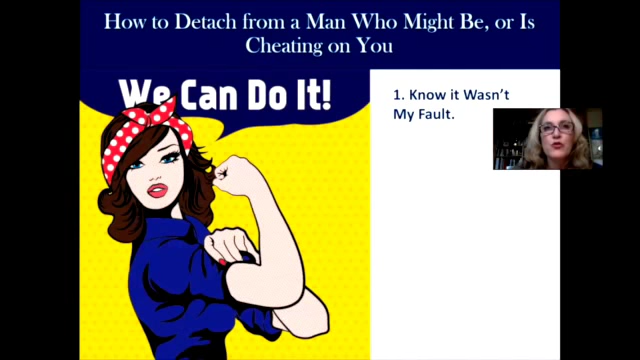 How to Detach from a Man Who Might Be, or Is
Cheating on You
We Can Do It!
1. Know it Wasn't
My Fault.